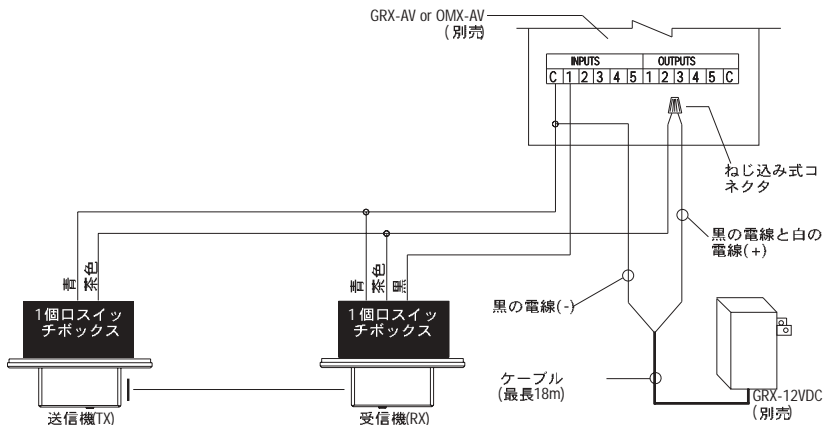 GRX-AV or OMX-AV
(別売)
INPUTS OUTPUTS
C 1 2 3 4 5 1 2 3 4 5 C
ねじ込み式コ
ネクタ
黒の電線と白の
電線(+)
青 茶色
青 茶色 黒
黒の電線(-)
1個口スイッ
チボックス
1個口スイッ
チボックス
ケーブル
(最長18m)
GRX-12VDC
(別売)
送信機(TX)
受信機(RX)